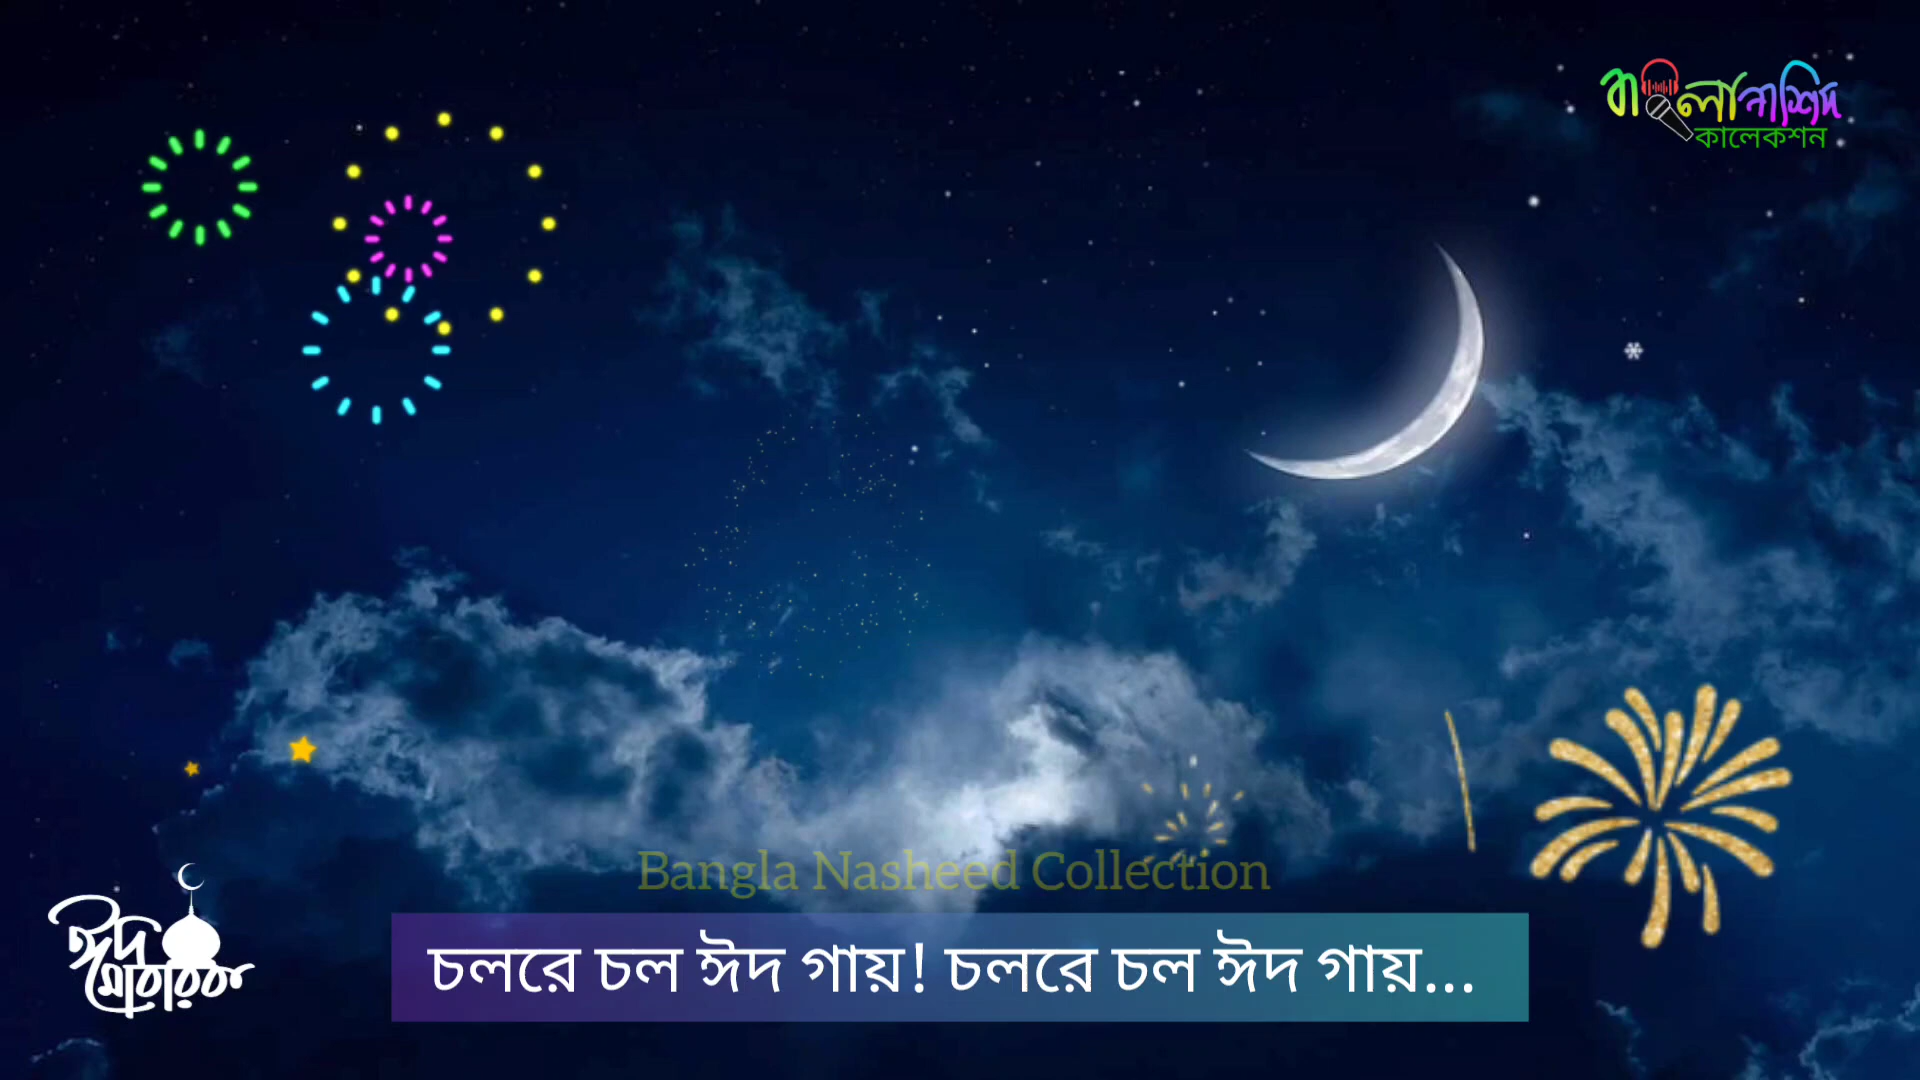 বাংলা নাশিদ
কালেকশন
Bangla Nasheed Collection
ঈদ
মোবারক
চলরে চল ঈদ গায়! চলরে চল ঈদ গায়...